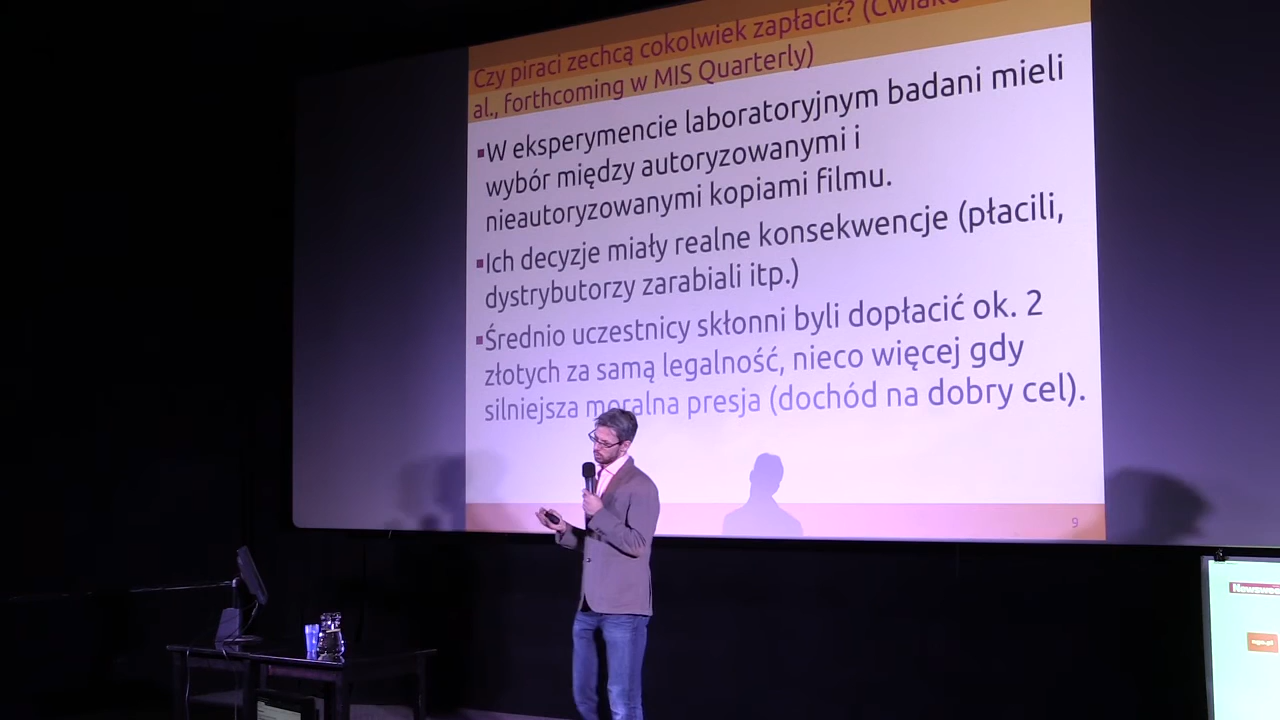 Czy piraci zechcą cokolwiek zapłacić?
al., forthcoming w MIS Quarterly)
▪W eksperymencie laboratoryjnym badani mieli
wybór między autoryzowanymi i
nieautoryzowanymi kopiami filmu.
▪Ich decyzje miały realne konsekwencje (płacili,
dystrybutorzy zarabiali itp.)
▪Średnio uczestnicy skłonni byli dopłacić ok. 2
złotych za samą legalność, nieco więcej gdy
silniejsza moralna presja (dochód na dobry cel).
9